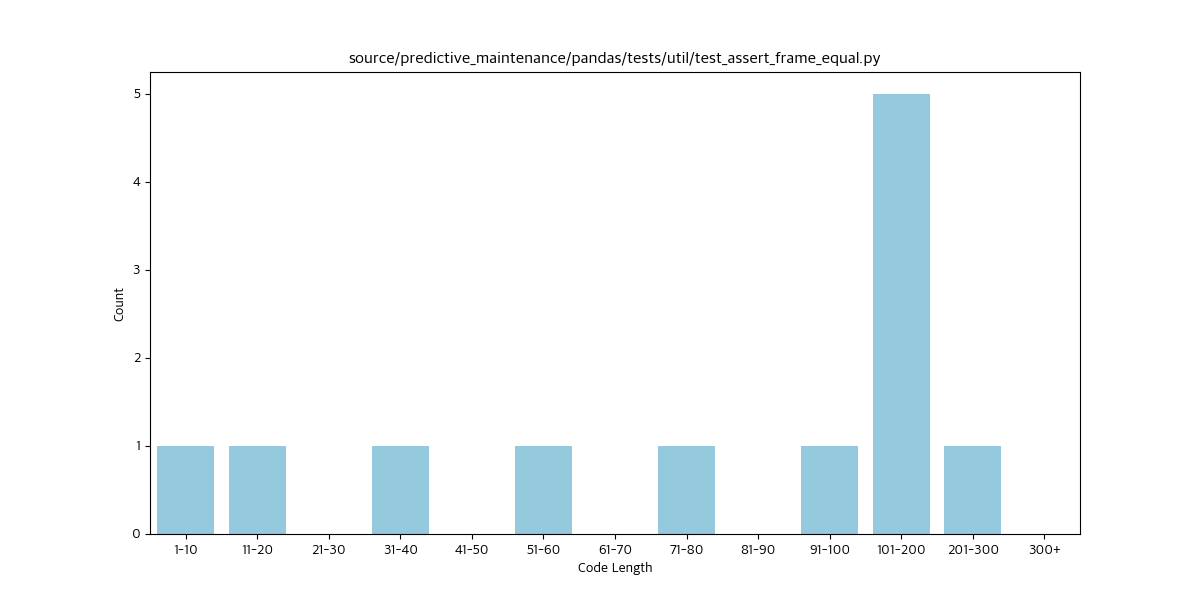 source/predictive_maintenance/pandas/tests/util/test_assert_frame_equal.py
5
4
3
2
1
0
Count
1-10 11-20 21-30 31-40 41-50 51-60 61-70 71-80 81-90 91-100 101-200 201-300 300+
Code Length